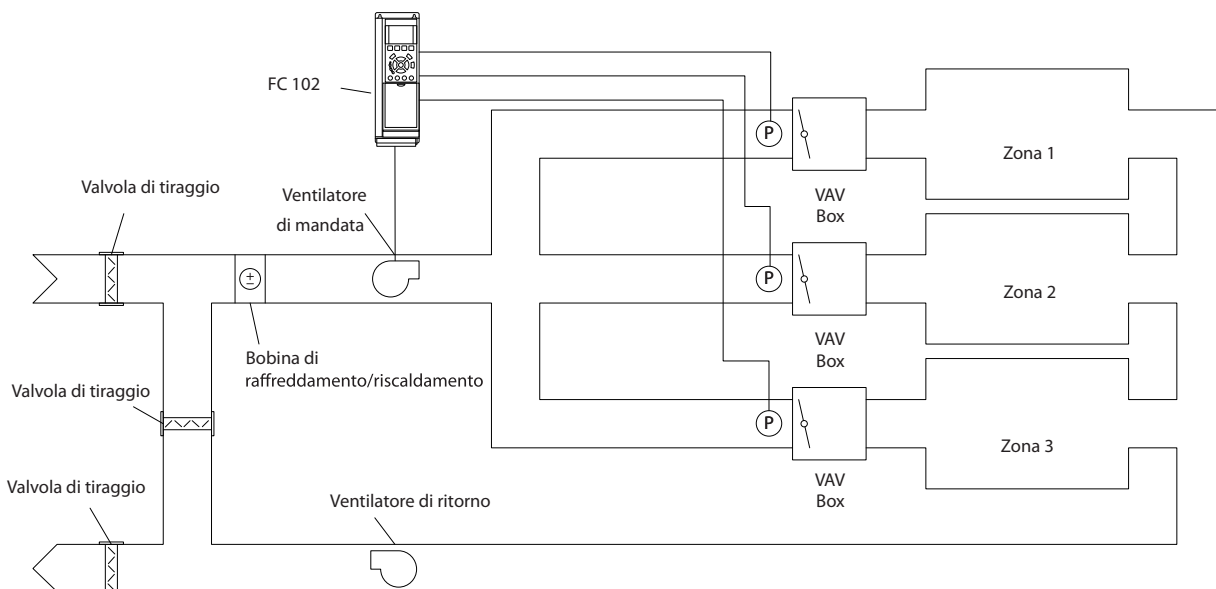 FC 102
P
Zona 1
Valvola di tiraggio
Ventilatore
di mandata
VAV
Box
±
P
Zona 2
VAV
Box
Bobina di
raffreddamento/riscaldamento
Valvola di tiraggio
P
Zona 3
VAV
Box
Valvola di tiraggio
Ventilatore di ritorno